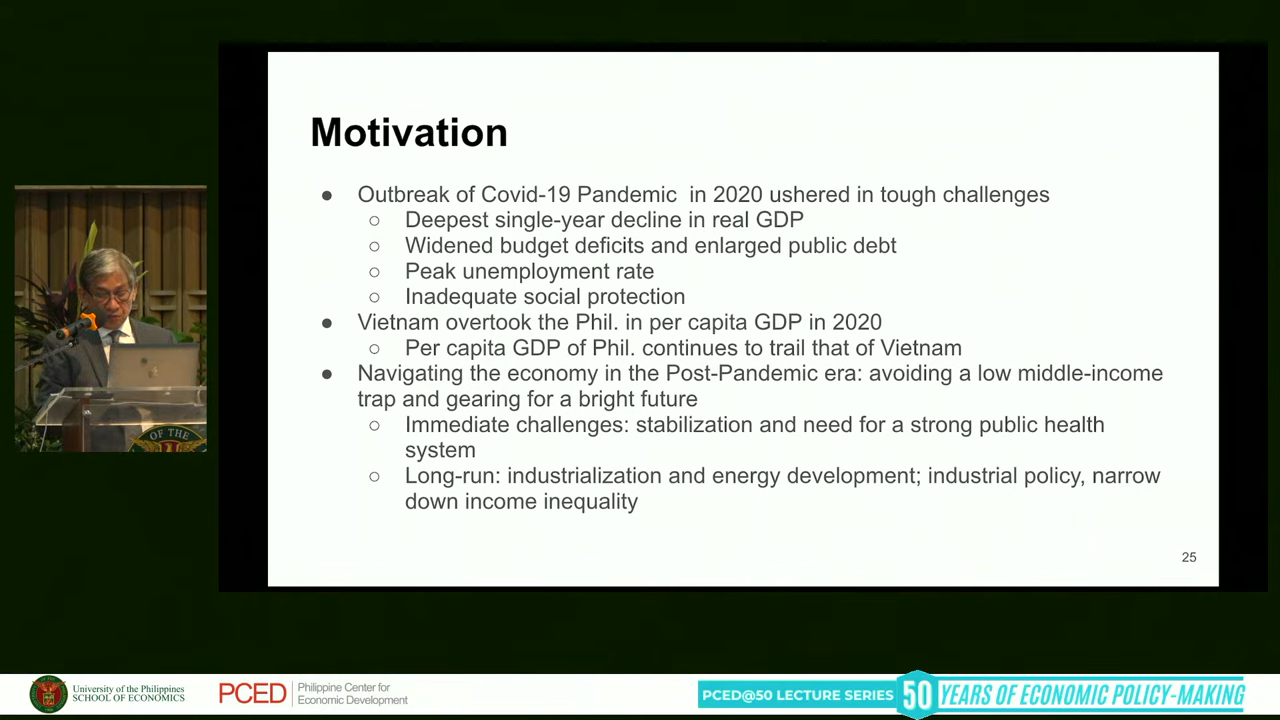 Motivation
● Outbreak of Covid-19 Pandemic in 2020 ushered in tough challenges
○ Deepest single-year decline in real GDP
○ Widened budget deficits and enlarged public debt
○ Peak unemployment rate
○ Inadequate social protection
● Vietnam overtook the Phil. in per capita GDP in 2020
○ Per capita GDP of Phil. continues to trail that of Vietnam
● Navigating the economy in the Post-Pandemic era: avoiding a low middle-income
trap and gearing for a bright future
○ Immediate challenges: stabilization and need for a strong public health
system
○ Long-run: industrialization and energy development; industrial policy, narrow
down income inequality
25
OF THE
University of the Philippines
SCHOOL OF ECONOMICS
PCED
Philippine Center for
Economic Development
PCED@50 LECTURE SERIES
50 YEARS OF ECONOMIC POLICY-MAKING